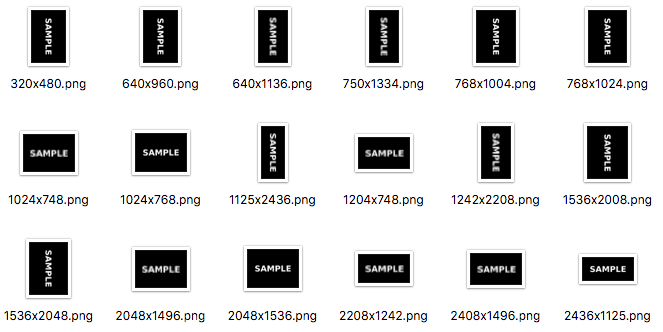 SAMPLE SAMPLE SAMPLE SAMPLE SAMPLE SAMPLE
320x480.png 640x960.png 640x1136.png 750x1334.png 768x1004.png 768x1024.png
SAMPLE SAMPLE SAMPLE SAMPLE SAMPLE SAMPLE
1024x748.png 1024x768.png 1125x2436.png 1204x748.png 1242x2208.png 1536x2008.png
SAMPLE SAMPLE SAMPLE SAMPLE SAMPLE SAMPLE
1536x2048.png 2048x1496.png 2048x1536.png 2208x1242.png 2408x1496.png 2436x1125.png